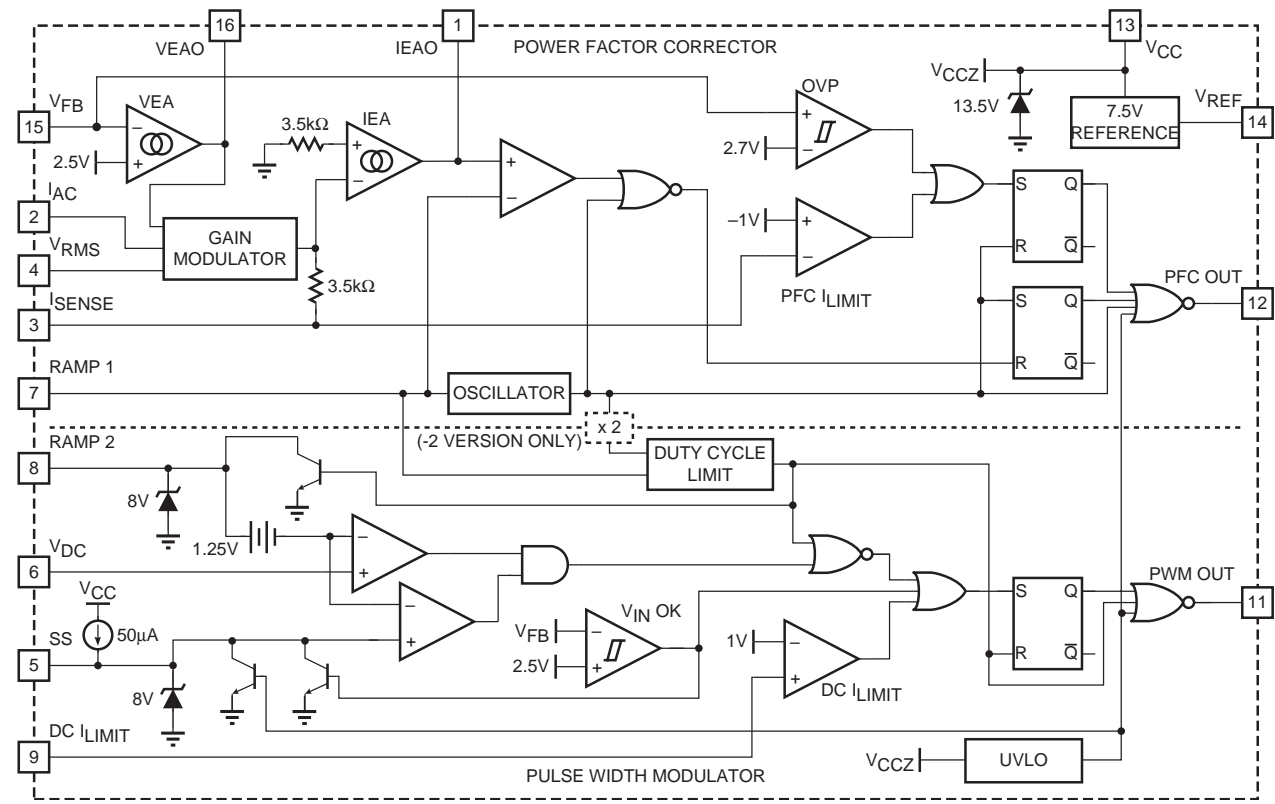 16
1
13
VEAO
IEAO
POWER FACTOR CORRECTOR
VCC
VFB
VEA
OVP
VCCZ
13.5V
7.5V
REFERENCE
VREF
14
15
−
+
2.5V
3.5kΩ
IEA
+
−
+
−
2.7V
+
−
IAC
2
GAIN
MODULATOR
VRMS
4
3.5kΩ
–1V
+
−
PFC ILIMIT
S
Q
R
Q
ISENSE
3
S
Q
R
Q
PFC OUT
12
RAMP 1
7
OSCILLATOR
x 2
(-2 VERSION ONLY)
RAMP 2
8
DUTY CYCLE
LIMIT
8V
1.25V
−
+
VDC
6
VCC
50µA
SS
5
8V
−
+
VIN OK
VFB
−
2.5V
+
1V
−
+
DC ILIMIT
S
Q
R
Q
PWM OUT
11
DC ILIMIT
9
VCCZ
UVLO
PULSE WIDTH MODULATOR